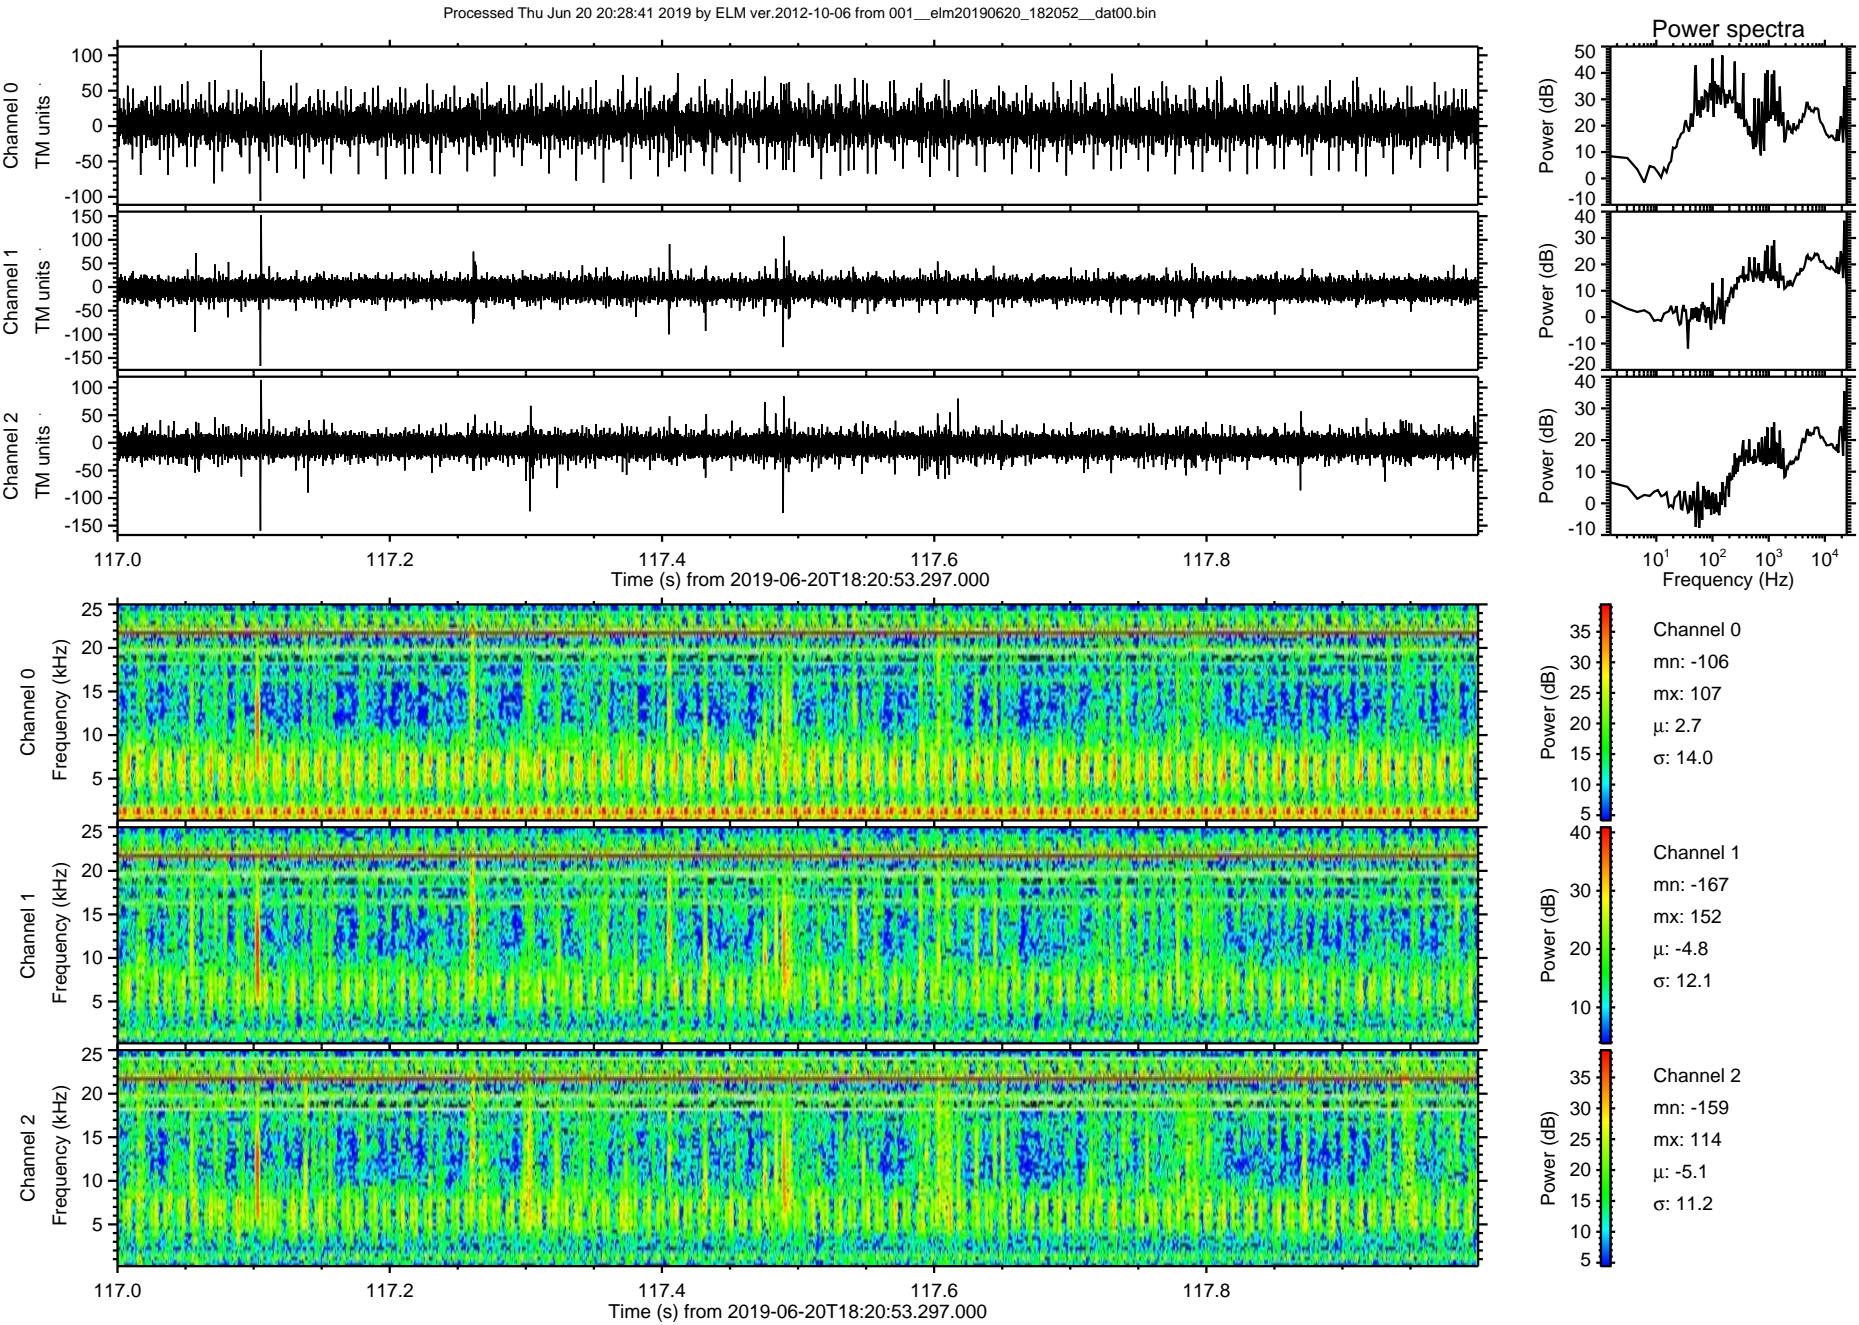 Processed Thu Jun 20 20:28:41 2019 by ELM ver.2012-10-06 from 001__elm20190620_182052__dat00.bin
Power spectra
Channel 0
TM units
100
50
0
-50
-100
Power (dB)
50
40
30
20
10
0
-10
Channel 1
TM units
150
100
50
0
-50
-100
-150
Power (dB)
40
30
20
10
0
-10
-20
Channel 2
TM units
100
50
0
-50
-100
-150
Power (dB)
40
30
20
10
0
-10
117.0 117.2 117.4 117.6 117.8
Time (s) from 2019-06-20T18:20:53.297.000
10¹ 10² 10³ 10⁴
Frequency (Hz)
Channel 0
Frequency (kHz)
25
20
15
10
5
Power (dB)
35
30
25
20
15
10
5
Channel 0
mn: -106
mx: 107
μ: 2.7
σ: 14.0
Channel 1
Frequency (kHz)
25
20
15
10
5
Power (dB)
40
30
20
10
Channel 1
mn: -167
mx: 152
μ: -4.8
σ: 12.1
Channel 2
Frequency (kHz)
25
20
15
10
5
Power (dB)
35
30
25
20
15
10
5
Channel 2
mn: -159
mx: 114
μ: -5.1
σ: 11.2
117.0 117.2 117.4 117.6 117.8
Time (s) from 2019-06-20T18:20:53.297.000